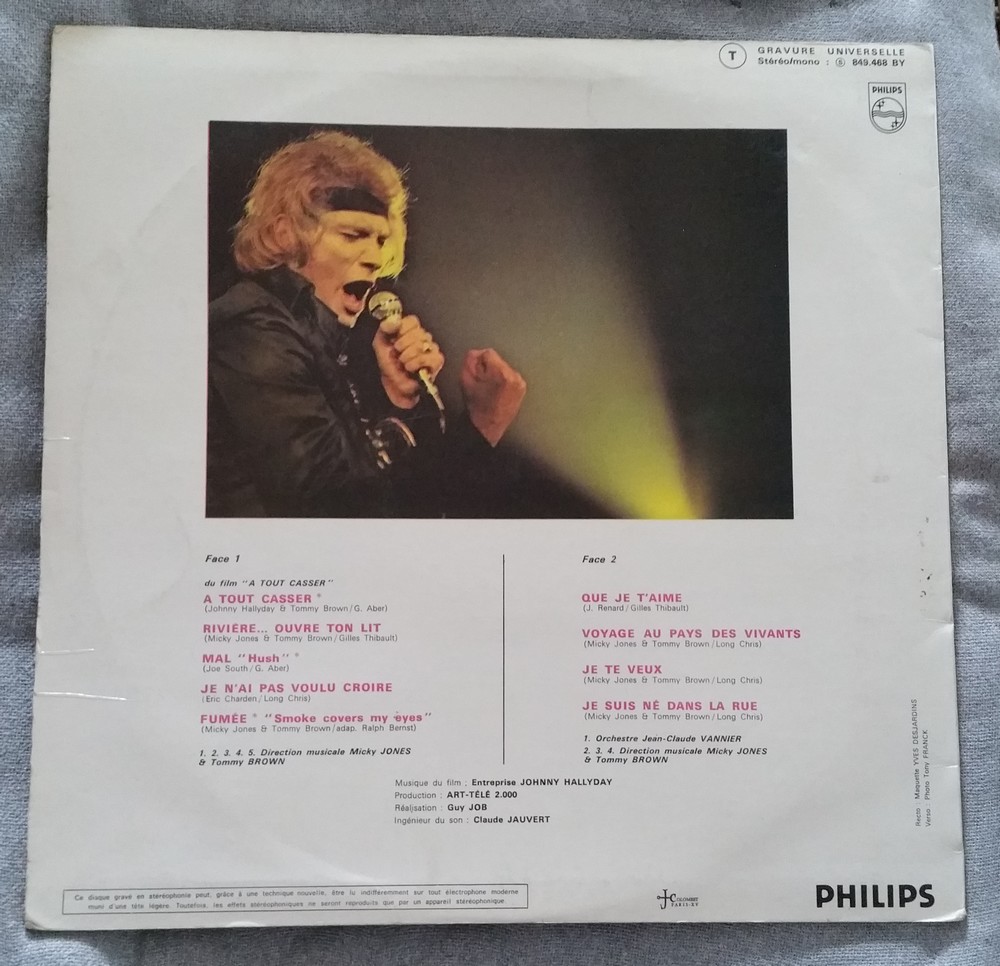 T GRAVURE UNIVERSELLE
Stéréo/mono : Ⓢ 849.468 BY
PHILIPS
Face 1
du film "A TOUT CASSER"
A TOUT CASSER *
(Johnny Hallyday & Tommy Brown/G. Aber)
RIVIÈRE... OUVRE TON LIT
(Micky Jones & Tommy Brown/Gilles Thibault)
MAL "Hush" *
(Joe South/G. Aber)
JE N'AI PAS VOULU CROIRE
(Eric Charden/Long Chris)
FUMÉE * "Smoke covers my eyes"
(Micky Jones & Tommy Brown/adap. Ralph Bernst)
1. 2. 3. 4. 5. Direction musicale Micky JONES
& Tommy BROWN
Face 2
QUE JE T'AIME
(J. Renard/Gilles Thibault)
VOYAGE AU PAYS DES VIVANTS
(Micky Jones & Tommy Brown/Long Chris)
JE TE VEUX
(Micky Jones & Tommy Brown/Long Chris)
JE SUIS NÉ DANS LA RUE
(Micky Jones & Tommy Brown/Long Chris)
1. Orchestre Jean-Claude VANNIER
2. 3. 4. Direction musicale Micky JONES
& Tommy BROWN
Musique du film : Entreprise JOHNNY HALLYDAY
Production : ART-TÉLÉ 2.000
Réalisation : Guy JOB
Ingénieur du son : Claude JAUVERT
Recto : Maquette YVES DESJARDINS
Verso : Photo Tony FRANCK
Ce disque gravé en stéréophonie peut, grâce à une technique nouvelle, être lu indifféremment sur tout électrophone moderne
muni d'une tête légère. Toutefois, les effets stéréophoniques ne seront reproduits que par un appareil stéréophonique
J COLOMBET
PARIS-XV
PHILIPS